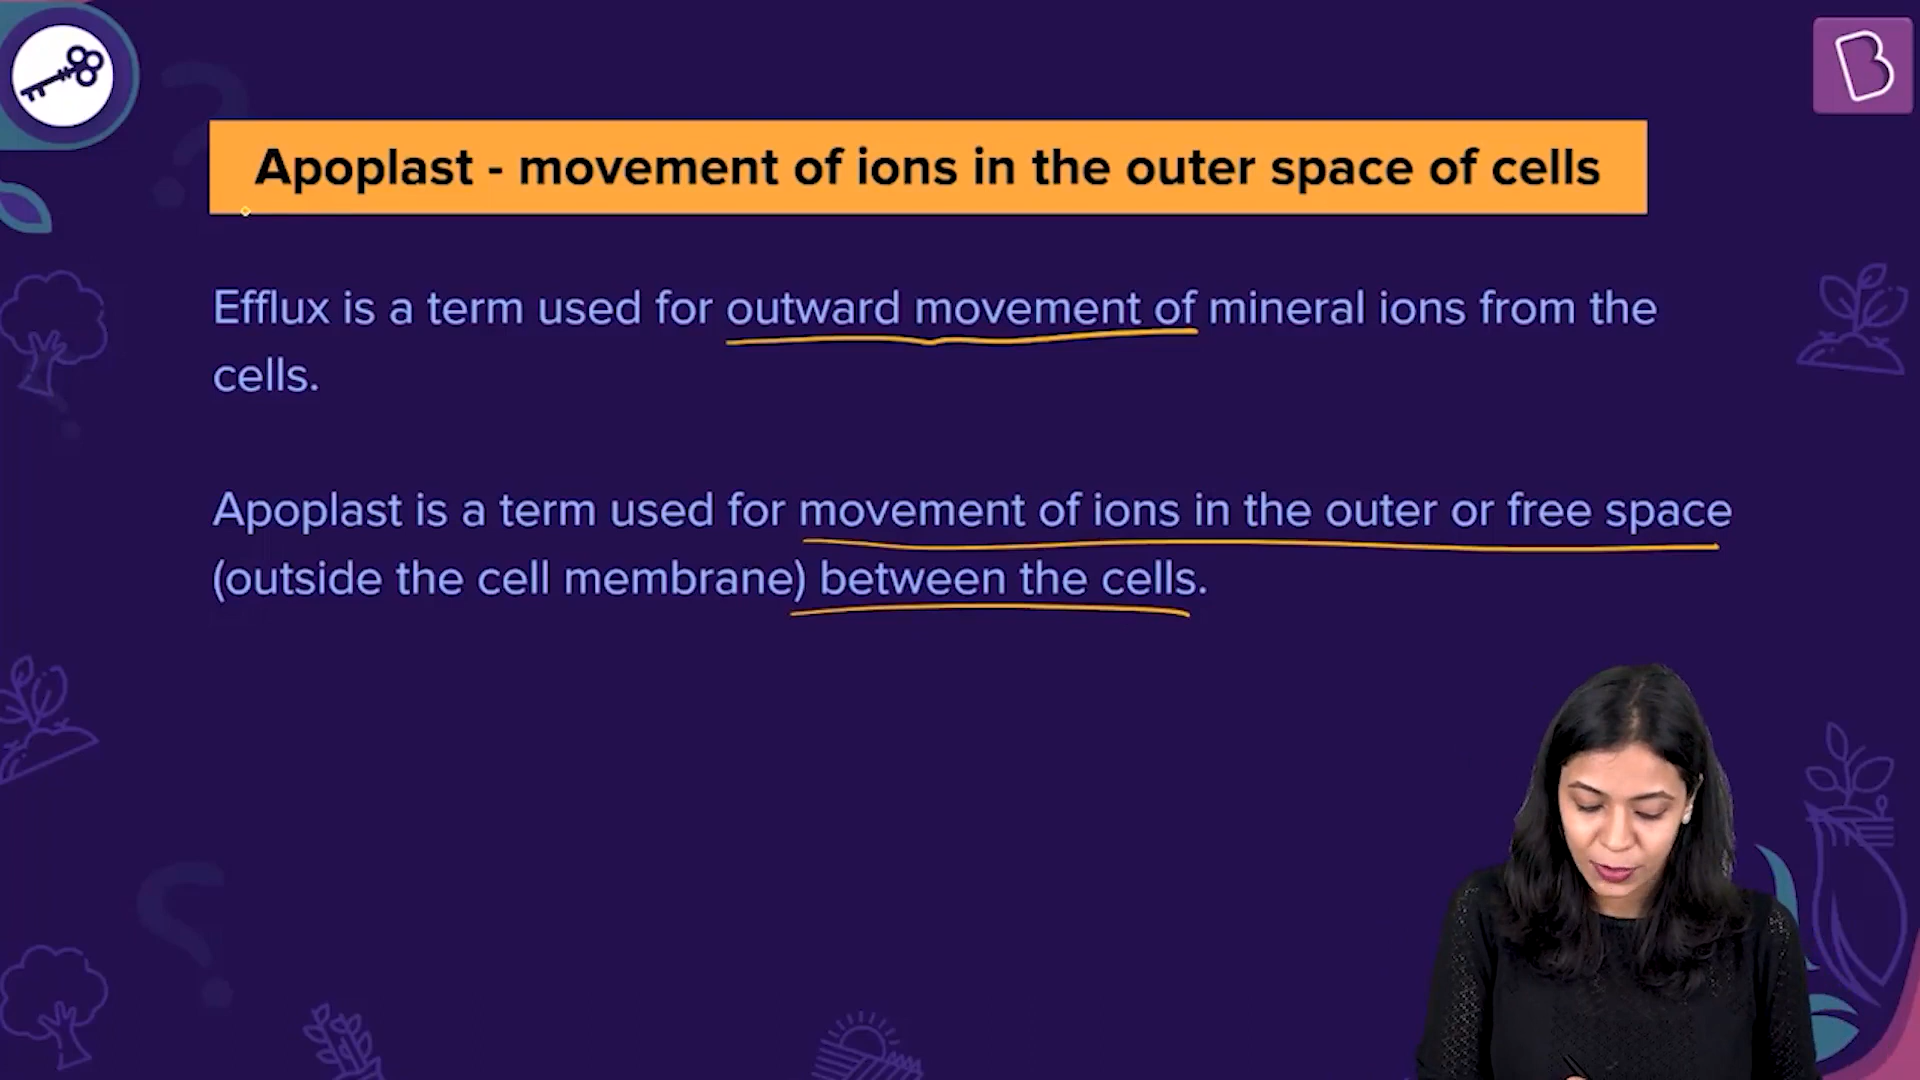 Apoplast - movement of ions in the outer space of cells
Efflux is a term used for outward movement of mineral ions from the
cells.
Apoplast is a term used for movement of ions in the outer or free space
(outside the cell membrane) between the cells.